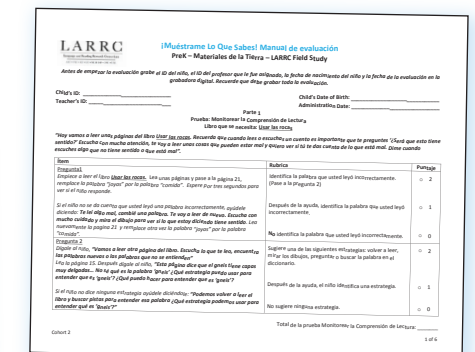 LARRC
¡Muéstrame Lo Que Sabes! Manual de evaluación
PreK – Materiales de la Tierra – LARRC Field Study
Antes de empezar la evaluación grabe el ID del niño, el ID del profesor que le fue asignado, la fecha de nacimiento del niño y la fecha de la evaluación en la
grabadora digital. Recuerde que debe grabar toda la evaluación.
Child's ID:
Child's Date of Birth:
Teacher's ID:
Administration Date:
Parte 1
Prueba: Monitorear la Comprensión de Lectura
Libro que se necesita: Usar las rocas
"Hoy vamos a leer unas páginas del libro Usar las rocas. Recuerda que cuando lees o escuchas un cuento es importante que te preguntes '¿Será que esto tiene
sentido?' Escucha con mucha atención, te voy a leer unas cosas que pueden estar mal y quiero ver si tú te das cuenta de lo que está mal. Dime cuando
escuches algo que no tiene sentido o que está mal".
Ítem Rubrica Puntaje
Pregunta1
Empiece a leer el libro Usar las rocas. Lea unas páginas y pase a la página 21,
remplace la palabra "joyas" por la palabra "comida". Espere Por tres segundos para
ver si el niño responde.
Identifica la palabra que usted leyó incorrectamente.
(Pase a la Pregunta 2)
○ 2
Si el niño no se da cuenta que usted leyó una palabra incorrectamente, ayúdele
diciendo: Te leí algo mal, cambié una palabra. Te voy a leer de nuevo. Escucha con
mucho cuidado y mira el dibujo para ver si lo que estoy diciendo tiene sentido. Lea
nuevamente la página 21 y remplace otra vez la palabra "joyas" por la palabra
"comida".
Después de la ayuda, identifica la palabra que usted leyó
incorrectamente.
○ 1
No identifica la palabra que usted leyó incorrectamente.
○ 0
Pregunta 2
Dígale el niño, "Vamos a leer otra página del libro. Escucha lo que te leo, encuentra
las palabras nuevas o las palabras que no se entienden"
Lea la página 15. Después dígale al niño, "Esta página dice que el gneis tiene capas
muy delgadas... No sé qué es la palabra 'gneis' ¿Qué estrategia puedo usar para
entender que es 'gneis'? ¿Qué puedo hacer para entender que es 'gneis'?
Sugiere una de las siguientes estrategias: volver a leer,
mirar los dibujos, preguntar o buscar la palabra en el
diccionario.
○ 2
Si el niño no dice ninguna estrategia ayúdele diciéndole: "Podemos volver a leer el
libro y buscar pistas para entender esa palabra ¿Qué estrategia podemos usar para
entender qué es 'gneis'?"
Después de la ayuda, el niño identifica una estrategia.
○ 1
No sugiere ninguna estrategia.
○ 0
Total de la prueba Monitorear la Comprensión de Lectura:
Cohort 2
1 of 6